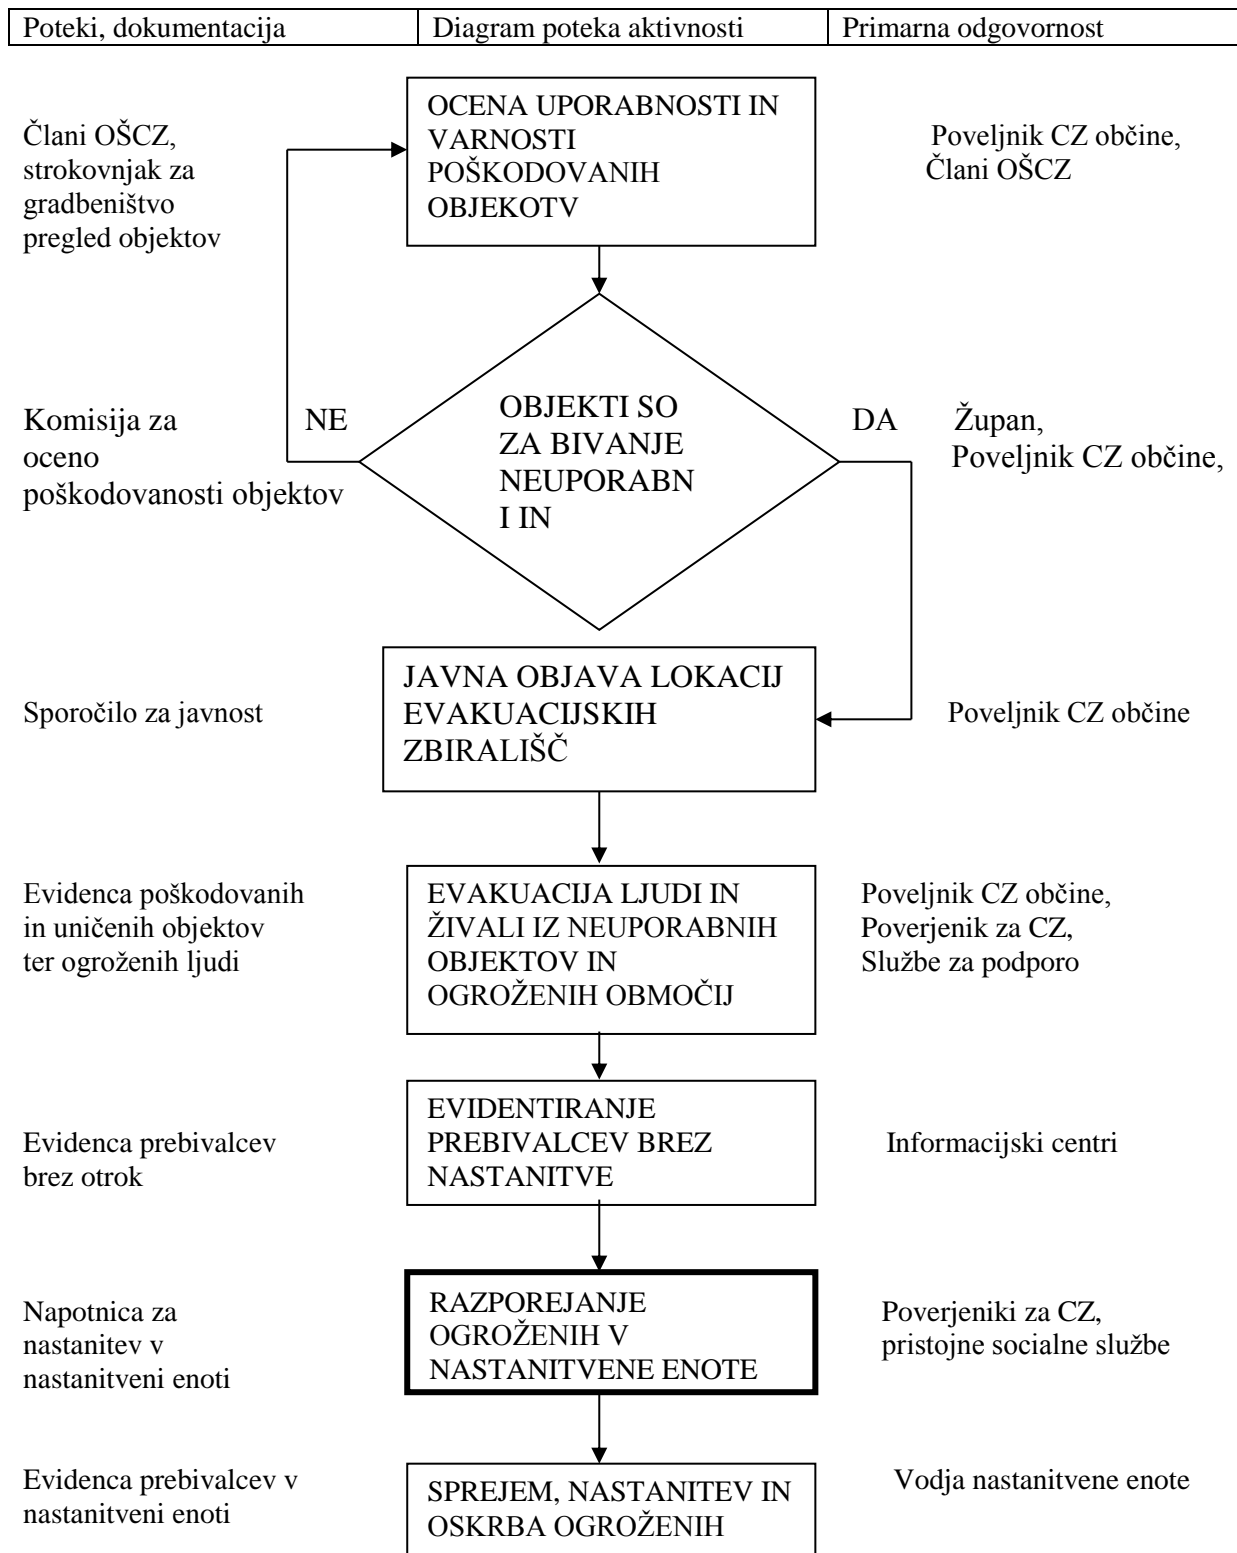 Poteki, dokumentacija
Diagram poteka aktivnosti
Primarna odgovornost
Člani OŠCZ,
strokovnjak za
gradbeništvo
pregled objektov
OCENA UPORABNOSTI IN
VARNOSTI
POŠKODOVANIH
OBJEKOTV
Poveljnik CZ občine,
Člani OŠCZ
Komisija za
oceno
poškodovanosti objektov
NE
OBJEKTI SO
ZA BIVANJE
NEUPORABN
I IN
DA
Župan,
Poveljnik CZ občine,
Sporočilo za javnost
JAVNA OBJAVA LOKACIJ
EVAKUACIJSKIH
ZBIRALIŠČ
Poveljnik CZ občine
Evidenca poškodovanih
in uničenih objektov
ter ogroženih ljudi
EVAKUACIJA LJUDI IN
ŽIVALI IZ NEUPORABNIH
OBJEKTOV IN
OGROŽENIH OBMOČIJ
Poveljnik CZ občine,
Poverjenik za CZ,
Službe za podporo
Evidenca prebivalcev
brez otrok
EVIDENTIRANJE
PREBIVALCEV BREZ
NASTANITVE
Informacijski centri
Napotnica za
nastanitev v
nastanitveni enoti
RAZPOREJANJE
OGROŽENIH V
NASTANITVENE ENOTE
Poverjeniki za CZ,
pristojne socialne službe
Evidenca prebivalcev v
nastanitveni enoti
SPREJEM, NASTANITEV IN
OSKRBA OGROŽENIH
Vodja nastanitvene enote